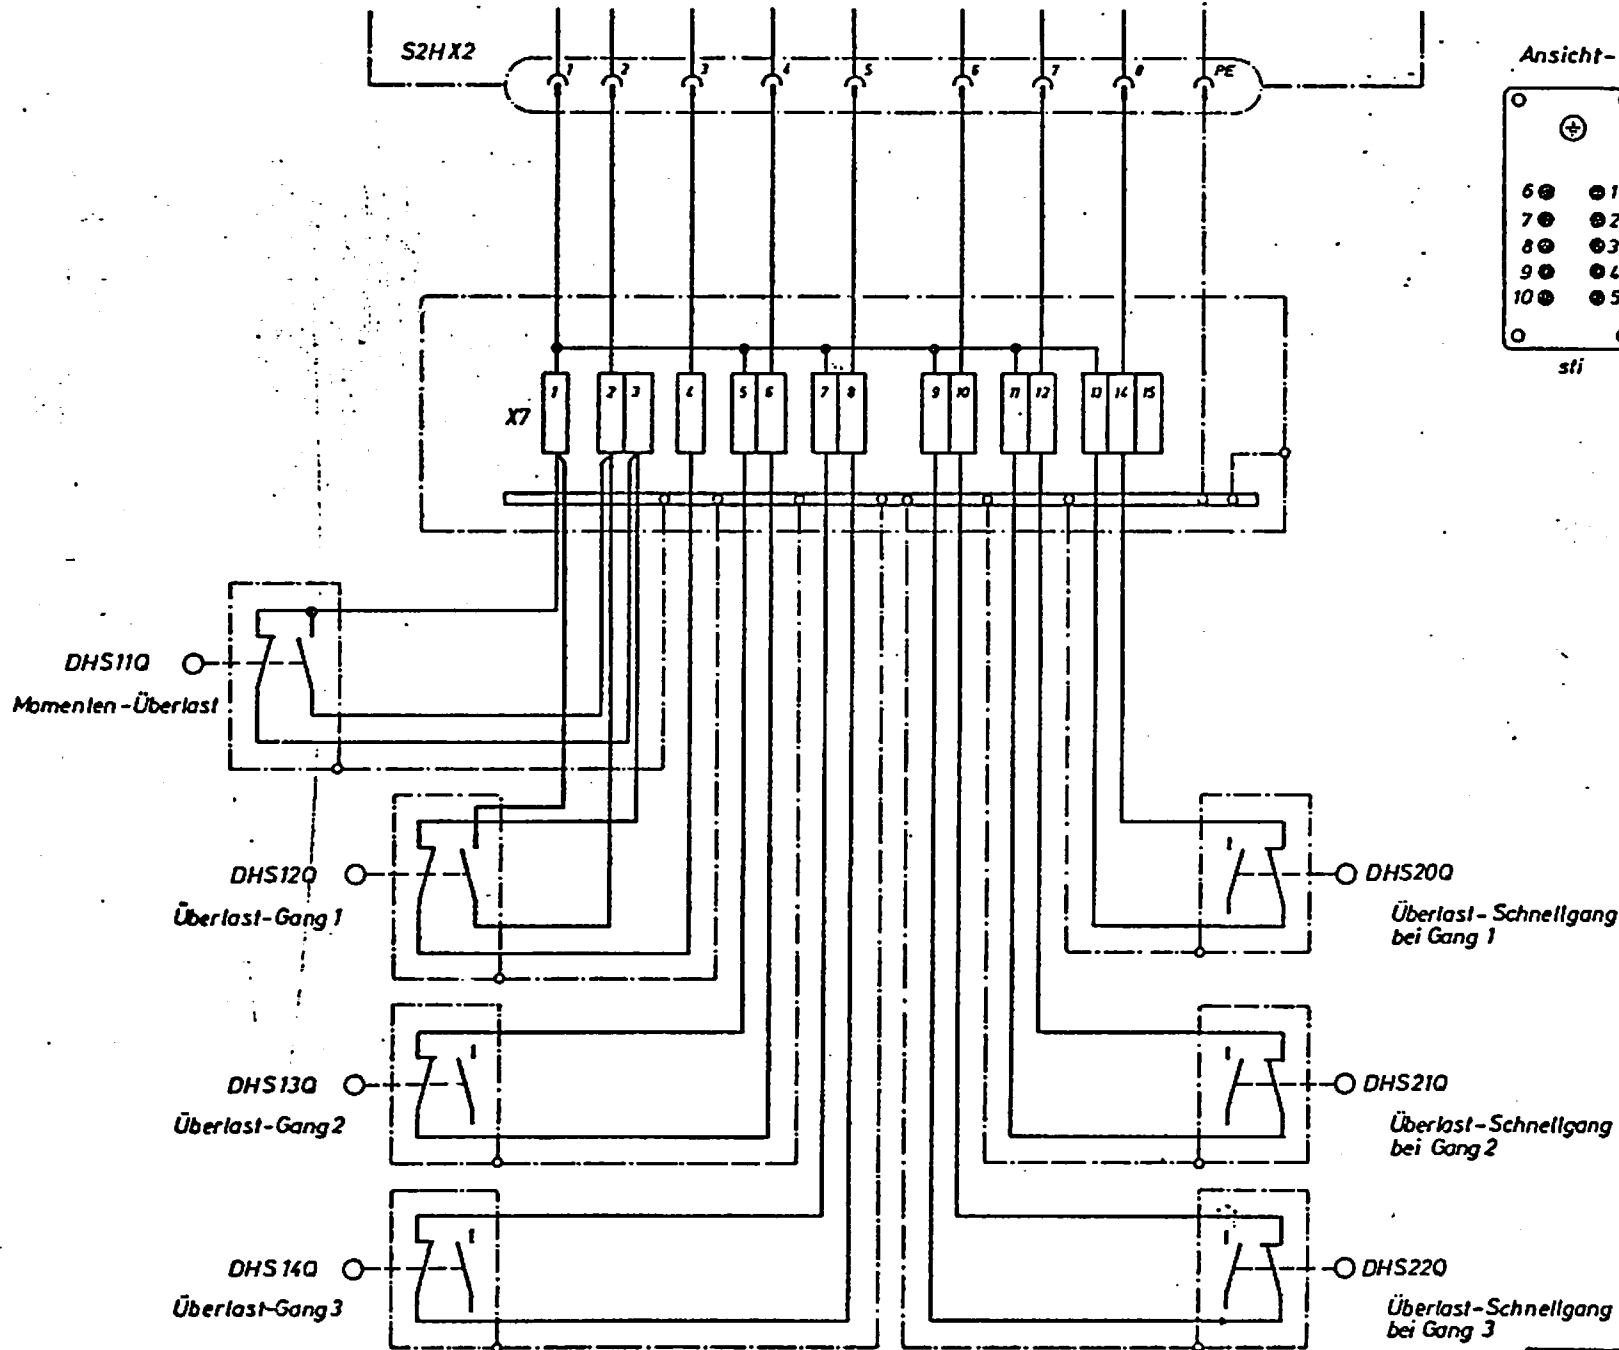 S2HX2
1 2 3 4 5 6 7 8 PE
Ansicht-
6 1
7 2
8 3
9 4
10 5
sti
X7
1 2 3 4 5 6 7 8 9 10 11 12 13 14 15
DHS11Q
Momenten-Überlast
DHS12Q
Überlast-Gang 1
DHS20Q
Überlast-Schnellgang
bei Gang 1
DHS13Q
Überlast-Gang 2
DHS21Q
Überlast-Schnellgang
bei Gang 2
DHS14Q
Überlast-Gang 3
DHS22Q
Überlast-Schnellgang
bei Gang 3